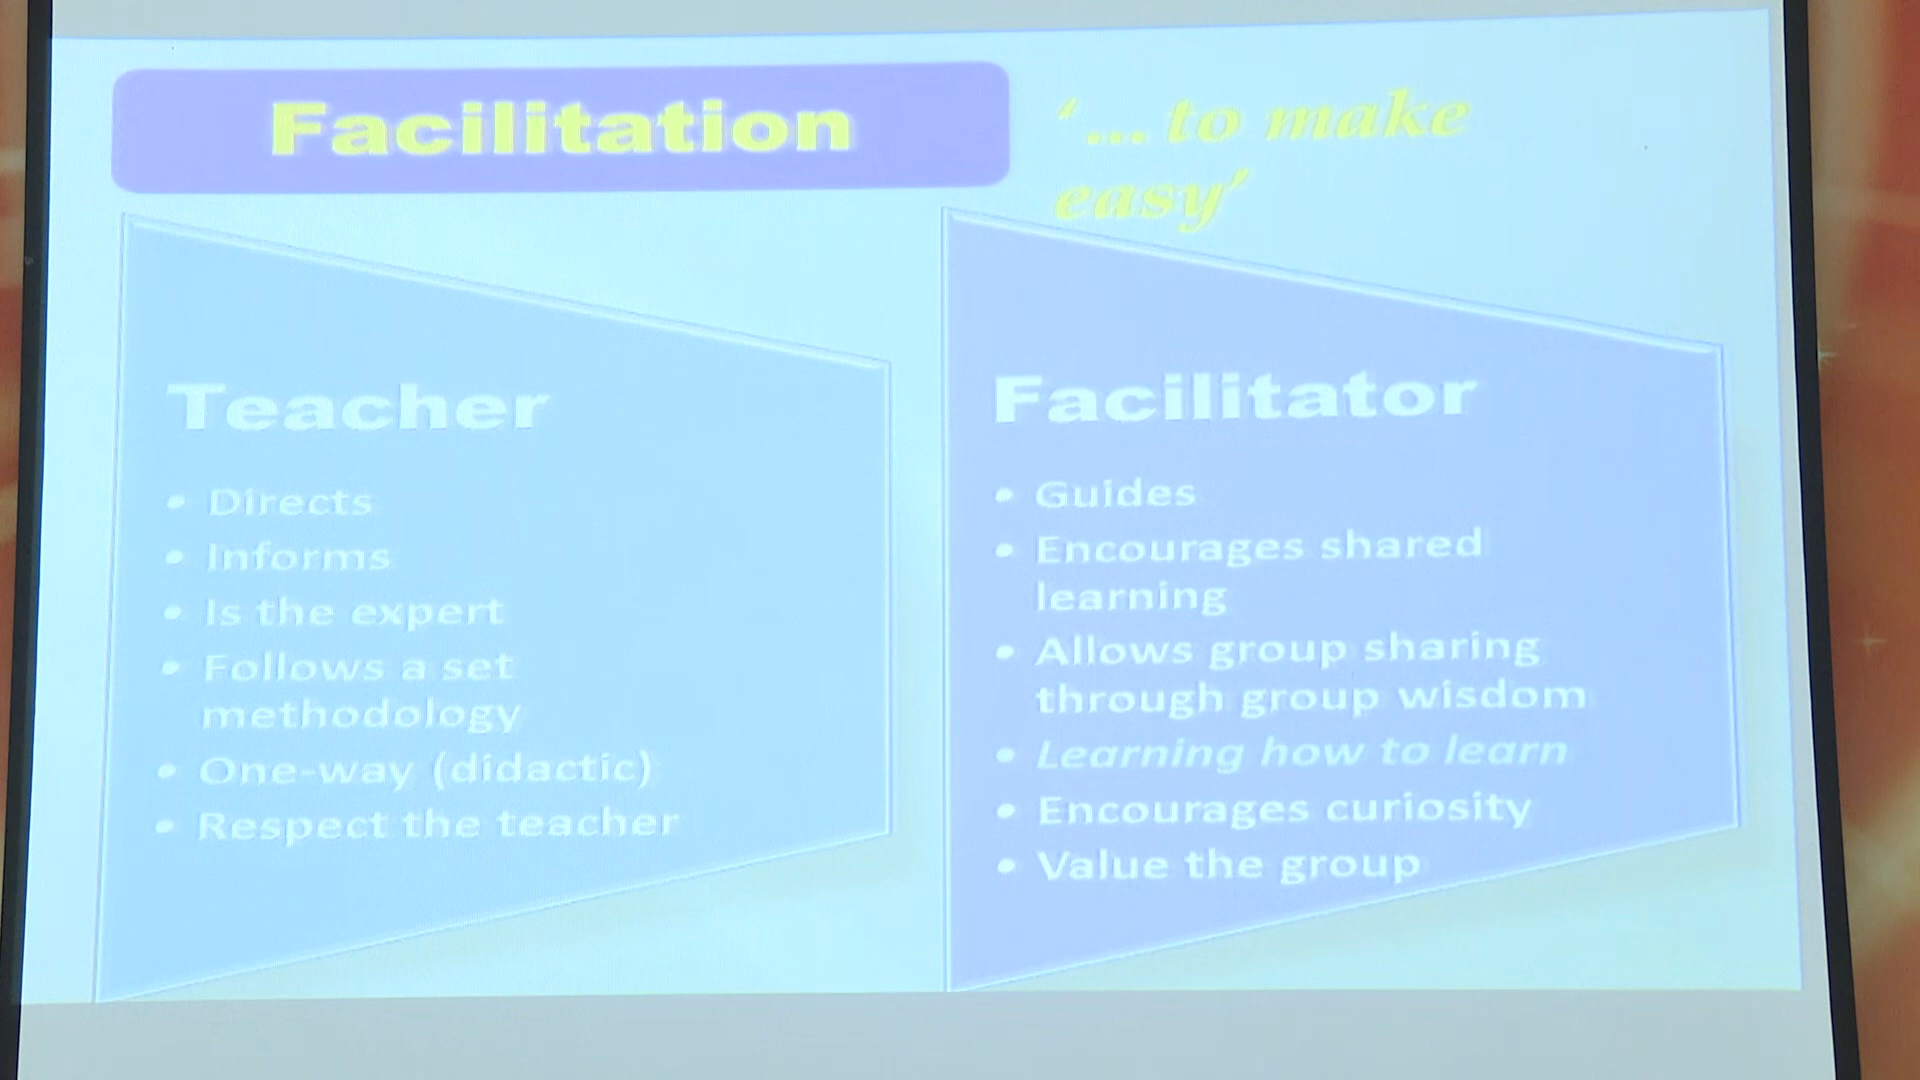 Facilitation
‘... to make
easy’
Teacher
• Directs
• Informs
• Is the expert
• Follows a set
methodology
• One-way (didactic)
• Respect the teacher
Facilitator
• Guides
• Encourages shared
learning
• Allows group sharing
through group wisdom
• Learning how to learn
• Encourages curiosity
• Value the group